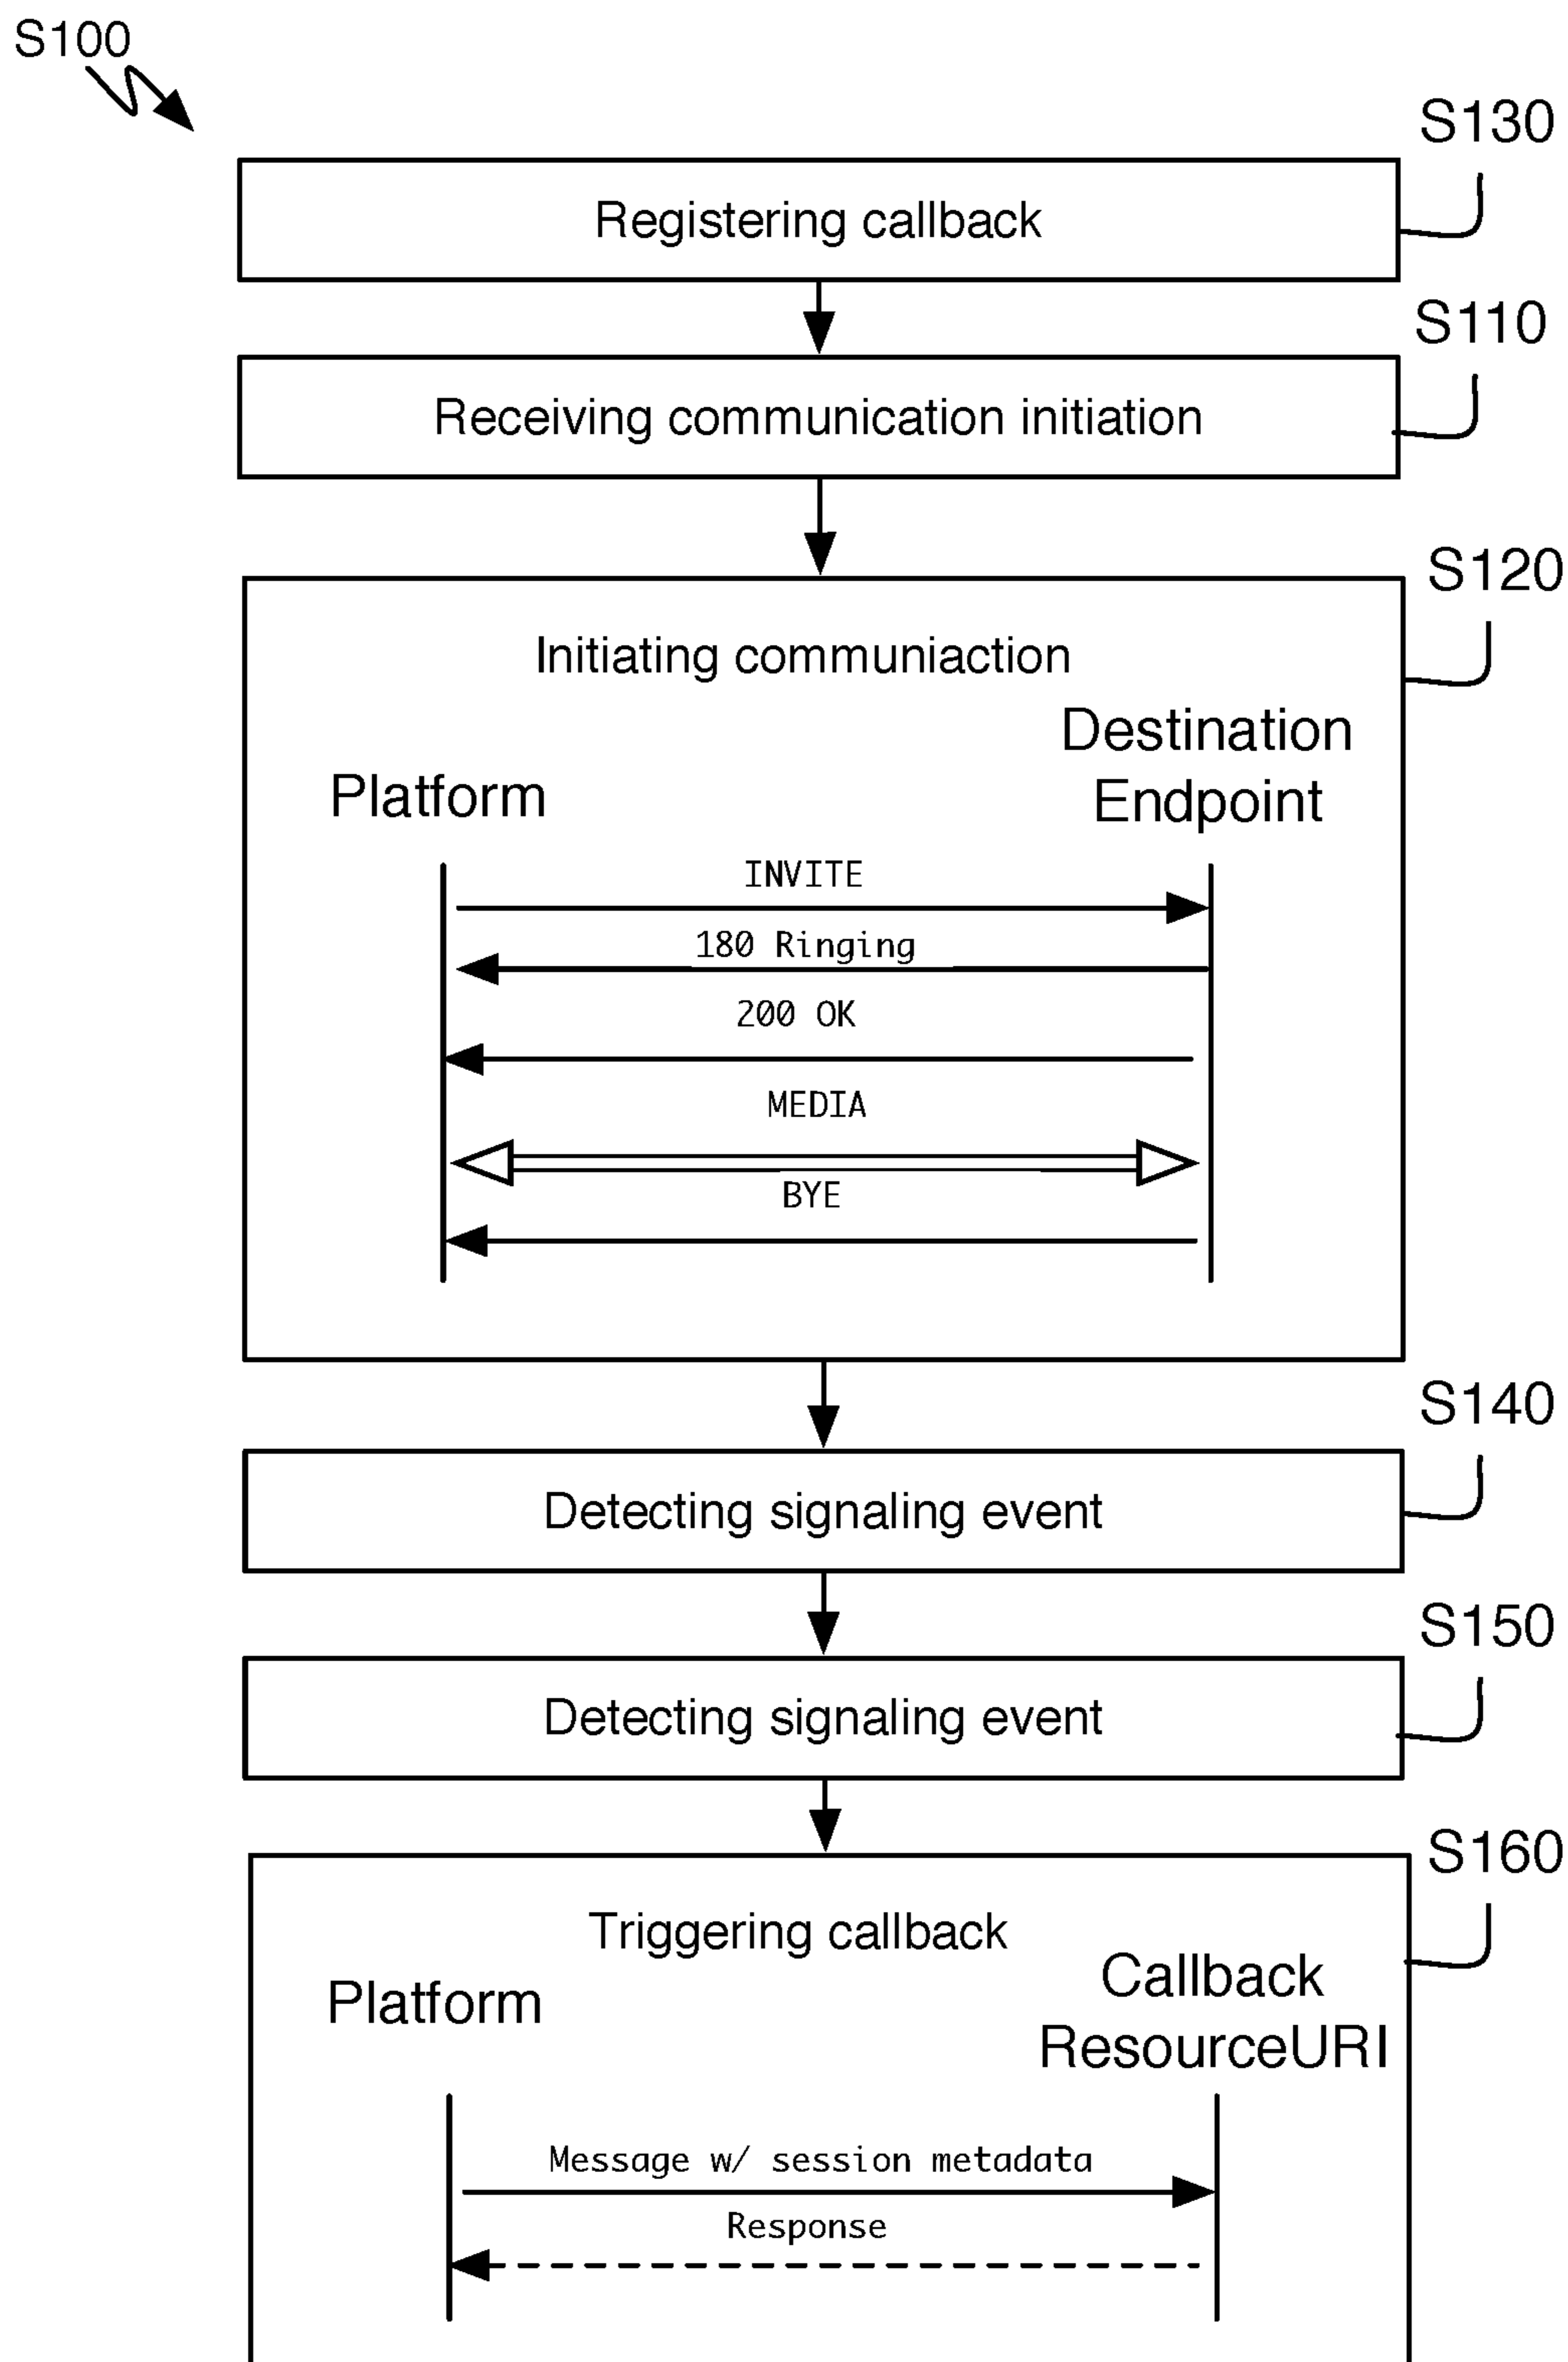 S100
S130
Registering callback
S110
Receiving communication initiation
S120
Initiating communiaction
Destination
Endpoint
Platform
INVITE
180 Ringing
200 OK
MEDIA
BYE
S140
Detecting signaling event
S150
Detecting signaling event
S160
Triggering callback
Callback
ResourceURI
Platform
Message w/ session metadata
Response